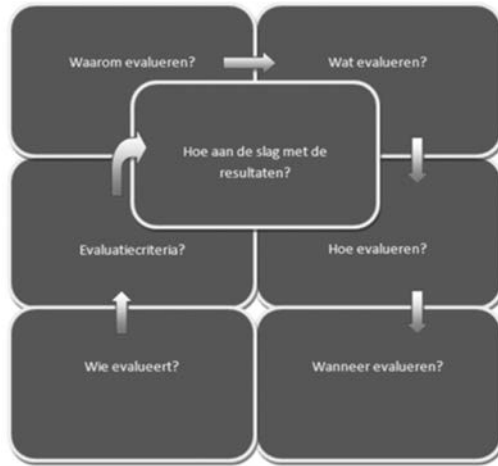 Waarom evalueren?
Wat evalueren?
Hoe aan de slag met de
resultaten?
Evaluatiecriteria?
Hoe evalueren?
Wie evalueert?
Wanneer evalueren?